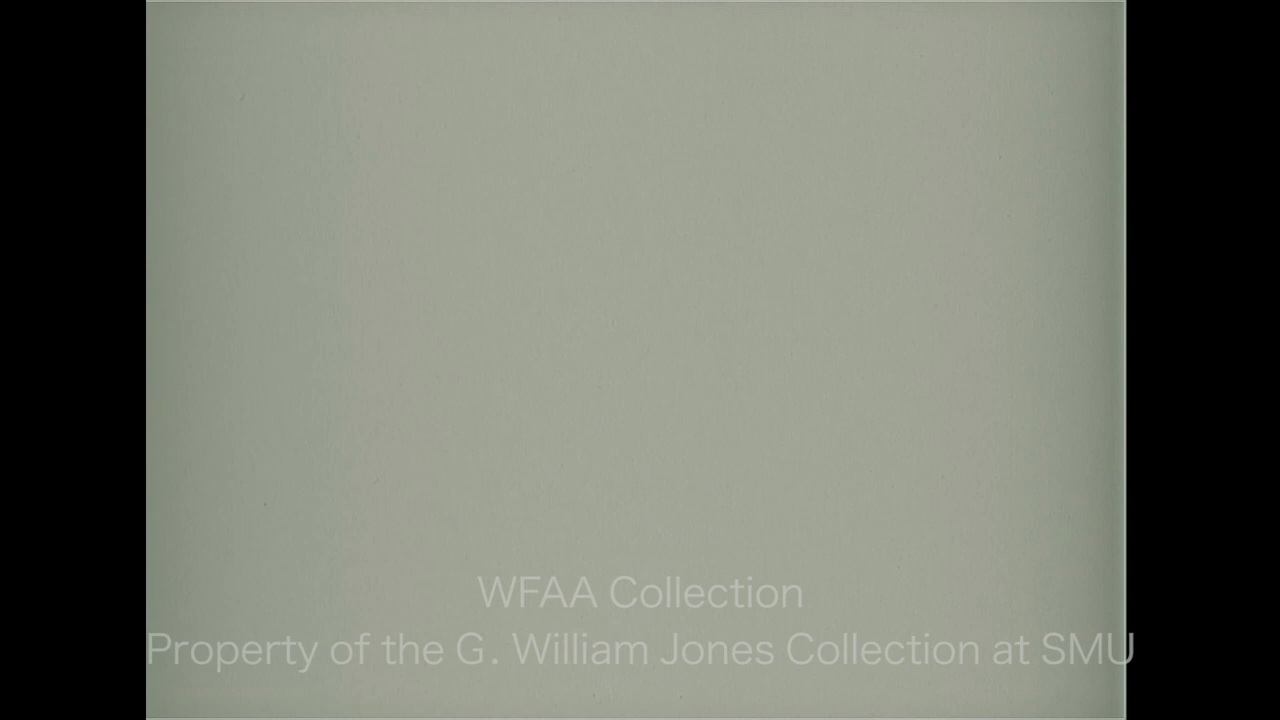 WFAA Collection
Property of the G. William Jones Collection at SMU